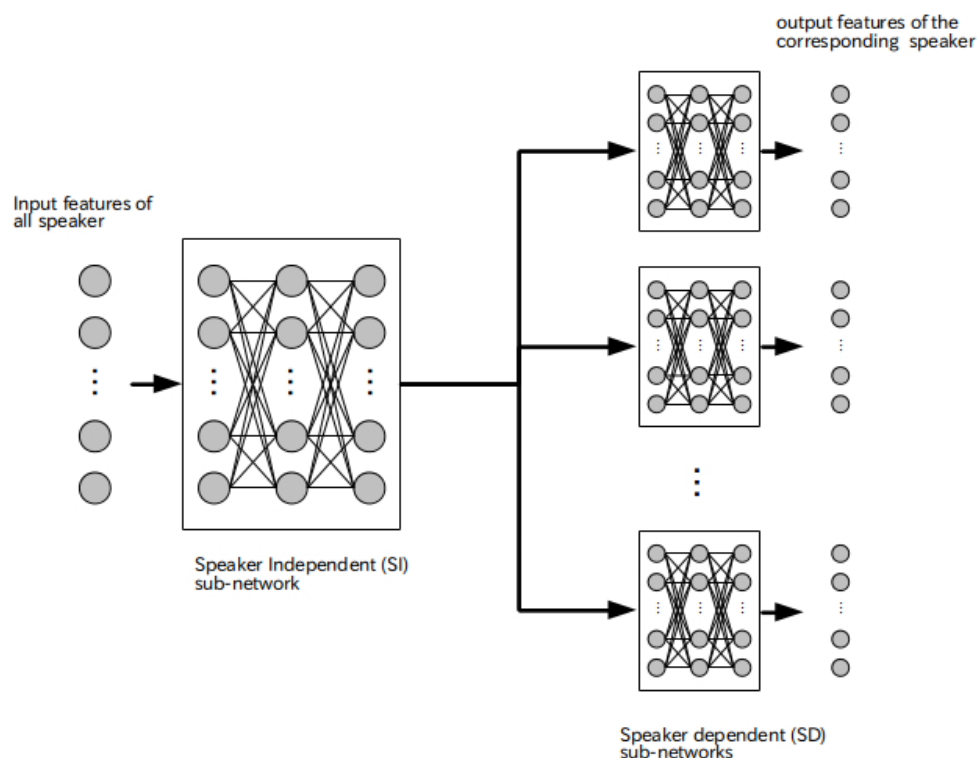 output features of the
corresponding speaker
Input features of
all speaker
Speaker Independent (SI)
sub-network
Speaker dependent (SD)
sub-networks